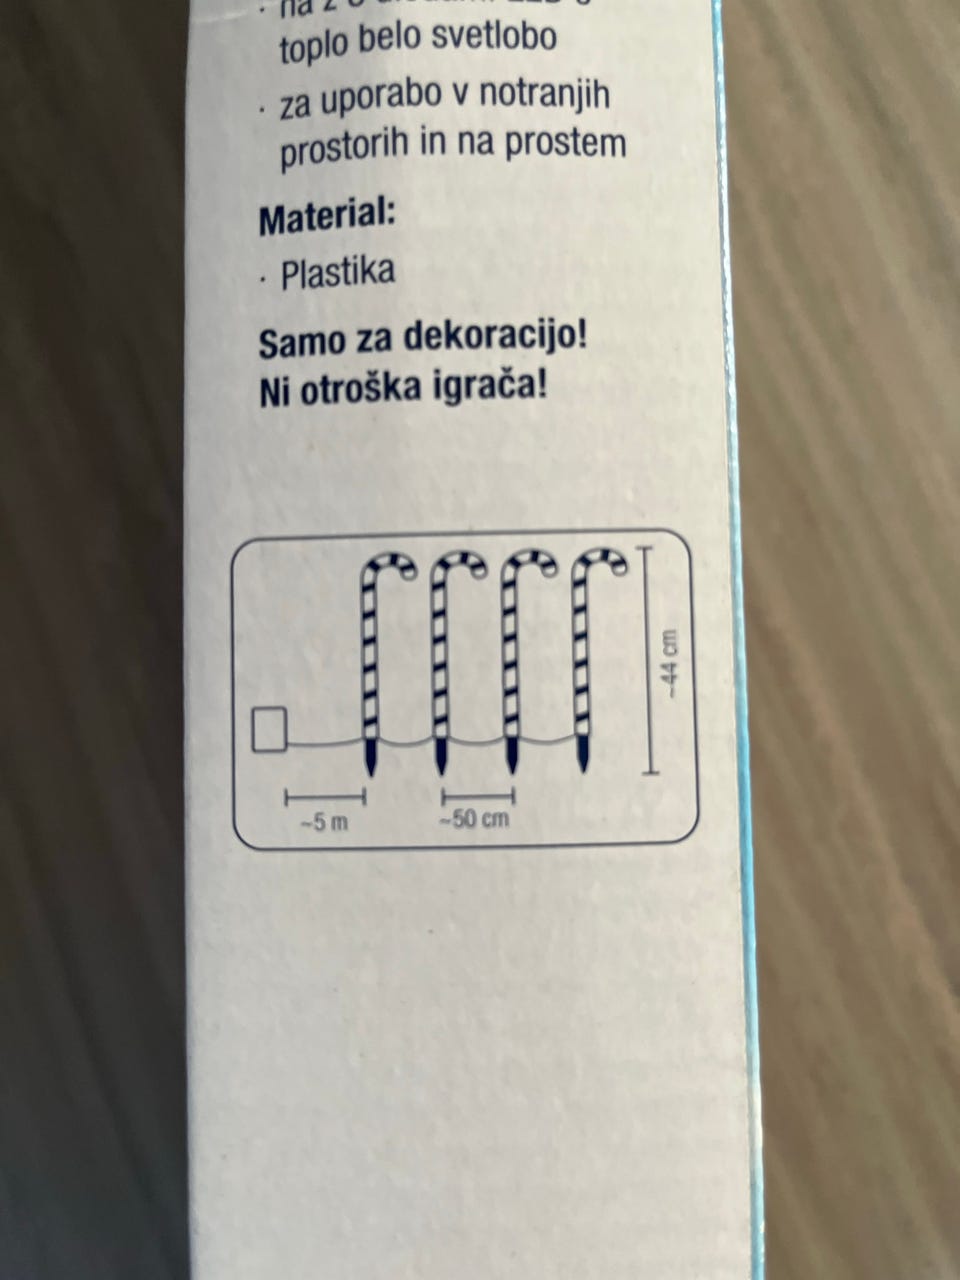 toplo belo svetlobo
· za uporabo v notranjih
prostorih in na prostem
Material:
· Plastika
Samo za dekoracijo!
Ni otroška igrača!
~44 cm
~5 m
~50 cm